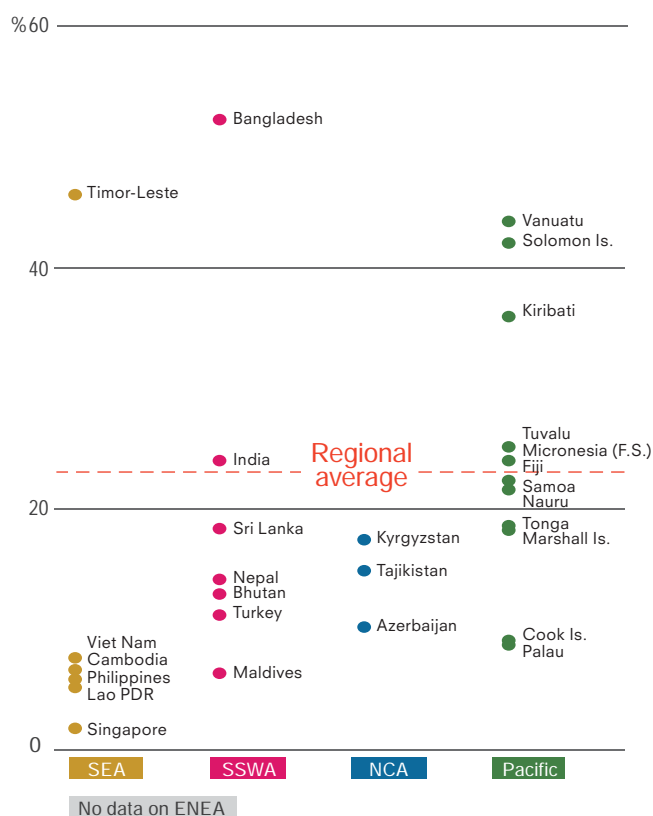 %60
Bangladesh
Timor-Leste
Vanuatu
Solomon Is.
40
Kiribati
Tuvalu
Micronesia (F.S.)
Fiji
India
Regional
average
Samoa
Nauru
20
Sri Lanka
Kyrgyzstan
Tonga
Marshall Is.
Tajikistan
Nepal
Bhutan
Turkey
Azerbaijan
Cook Is.
Palau
Viet Nam
Cambodia
Philippines
Lao PDR
Maldives
Singapore
0
SEA
SSWA
NCA
Pacific
No data on ENEA